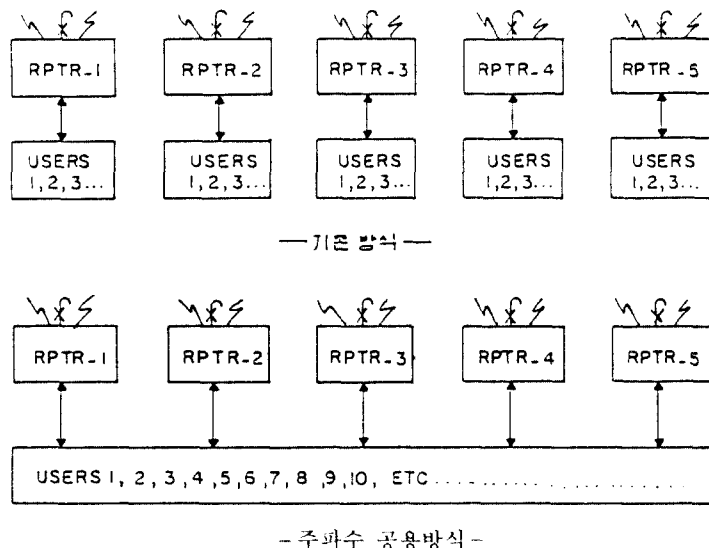 RPTR-1 RPTR-2 RPTR-3 RPTR-4 RPTR-5
USERS USERS USERS USERS USERS
1,2,3... 1,2,3... 1,2,3... 1,2,3... 1,2,3...
— 기존 방식 —
RPTR-1 RPTR-2 RPTR-3 RPTR-4 RPTR-5
USERS 1, 2, 3, 4 ,5, 6, 7, 8 ,9, 10, ETC......................
- 주파수 공용방식 -